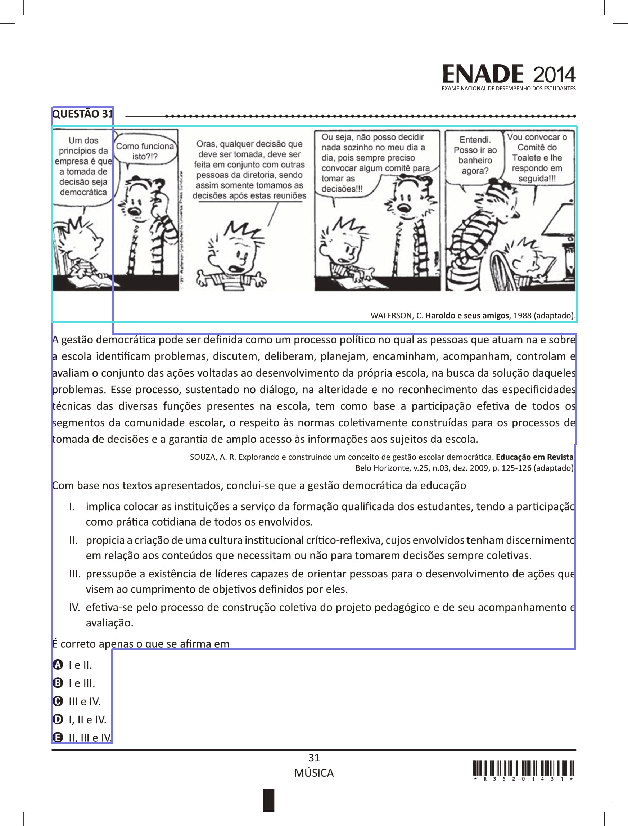 ENADE 2014
EXAME NACIONAL DE DESEMPENHO DOS ESTUDANTES
QUESTÃO 31
Um dos
princípios da
empresa é que
a tomada de
decisão seja
democrática
Como funciona
isto?!?
Oras, qualquer decisão que
deve ser tomada, deve ser
feita em conjunto com outras
pessoas da diretoria, sendo
assim somente tomamos as
decisões após estas reuniões
Ou seja, não posso decidir
nada sozinho no meu dia a
dia, pois sempre preciso
convocar algum comitê para
tomar as
decisões!!!
Entendi.
Posso ir ao
banheiro
agora?
Vou convocar o
Comitê do
Toalete e lhe
respondo em
seguida!!!
WATERSON, C. Haroldo e seus amigos, 1988 (adaptado).
A gestão democrática pode ser definida como um processo político no qual as pessoas que atuam na e sobre
a escola identificam problemas, discutem, deliberam, planejam, encaminham, acompanham, controlam e
avaliam o conjunto das ações voltadas ao desenvolvimento da própria escola, na busca da solução daqueles
problemas. Esse processo, sustentado no diálogo, na alteridade e no reconhecimento das especificidades
técnicas das diversas funções presentes na escola, tem como base a participação efetiva de todos os
segmentos da comunidade escolar, o respeito às normas coletivamente construídas para os processos de
tomada de decisões e a garantia de amplo acesso às informações aos sujeitos da escola.
SOUZA, A. R. Explorando e construindo um conceito de gestão escolar democrática. Educação em Revista
Belo Horizonte, v.25, n.03, dez. 2009, p. 125-126 (adaptado)
Com base nos textos apresentados, conclui-se que a gestão democrática da educação
I. implica colocar as instituições a serviço da formação qualificada dos estudantes, tendo a participação
como prática cotidiana de todos os envolvidos.
II. propicia a criação de uma cultura institucional crítico-reflexiva, cujos envolvidos tenham discernimento
em relação aos conteúdos que necessitam ou não para tomarem decisões sempre coletivas.
III. pressupõe a existência de líderes capazes de orientar pessoas para o desenvolvimento de ações que
visem ao cumprimento de objetivos definidos por eles.
IV. efetiva-se pelo processo de construção coletiva do projeto pedagógico e de seu acompanhamento e
avaliação.
É correto apenas o que se afirma em
A I e II.
B I e III.
C III e IV.
D I, II e IV.
E II, III e IV.
31
MÚSICA
*R3520143 1*